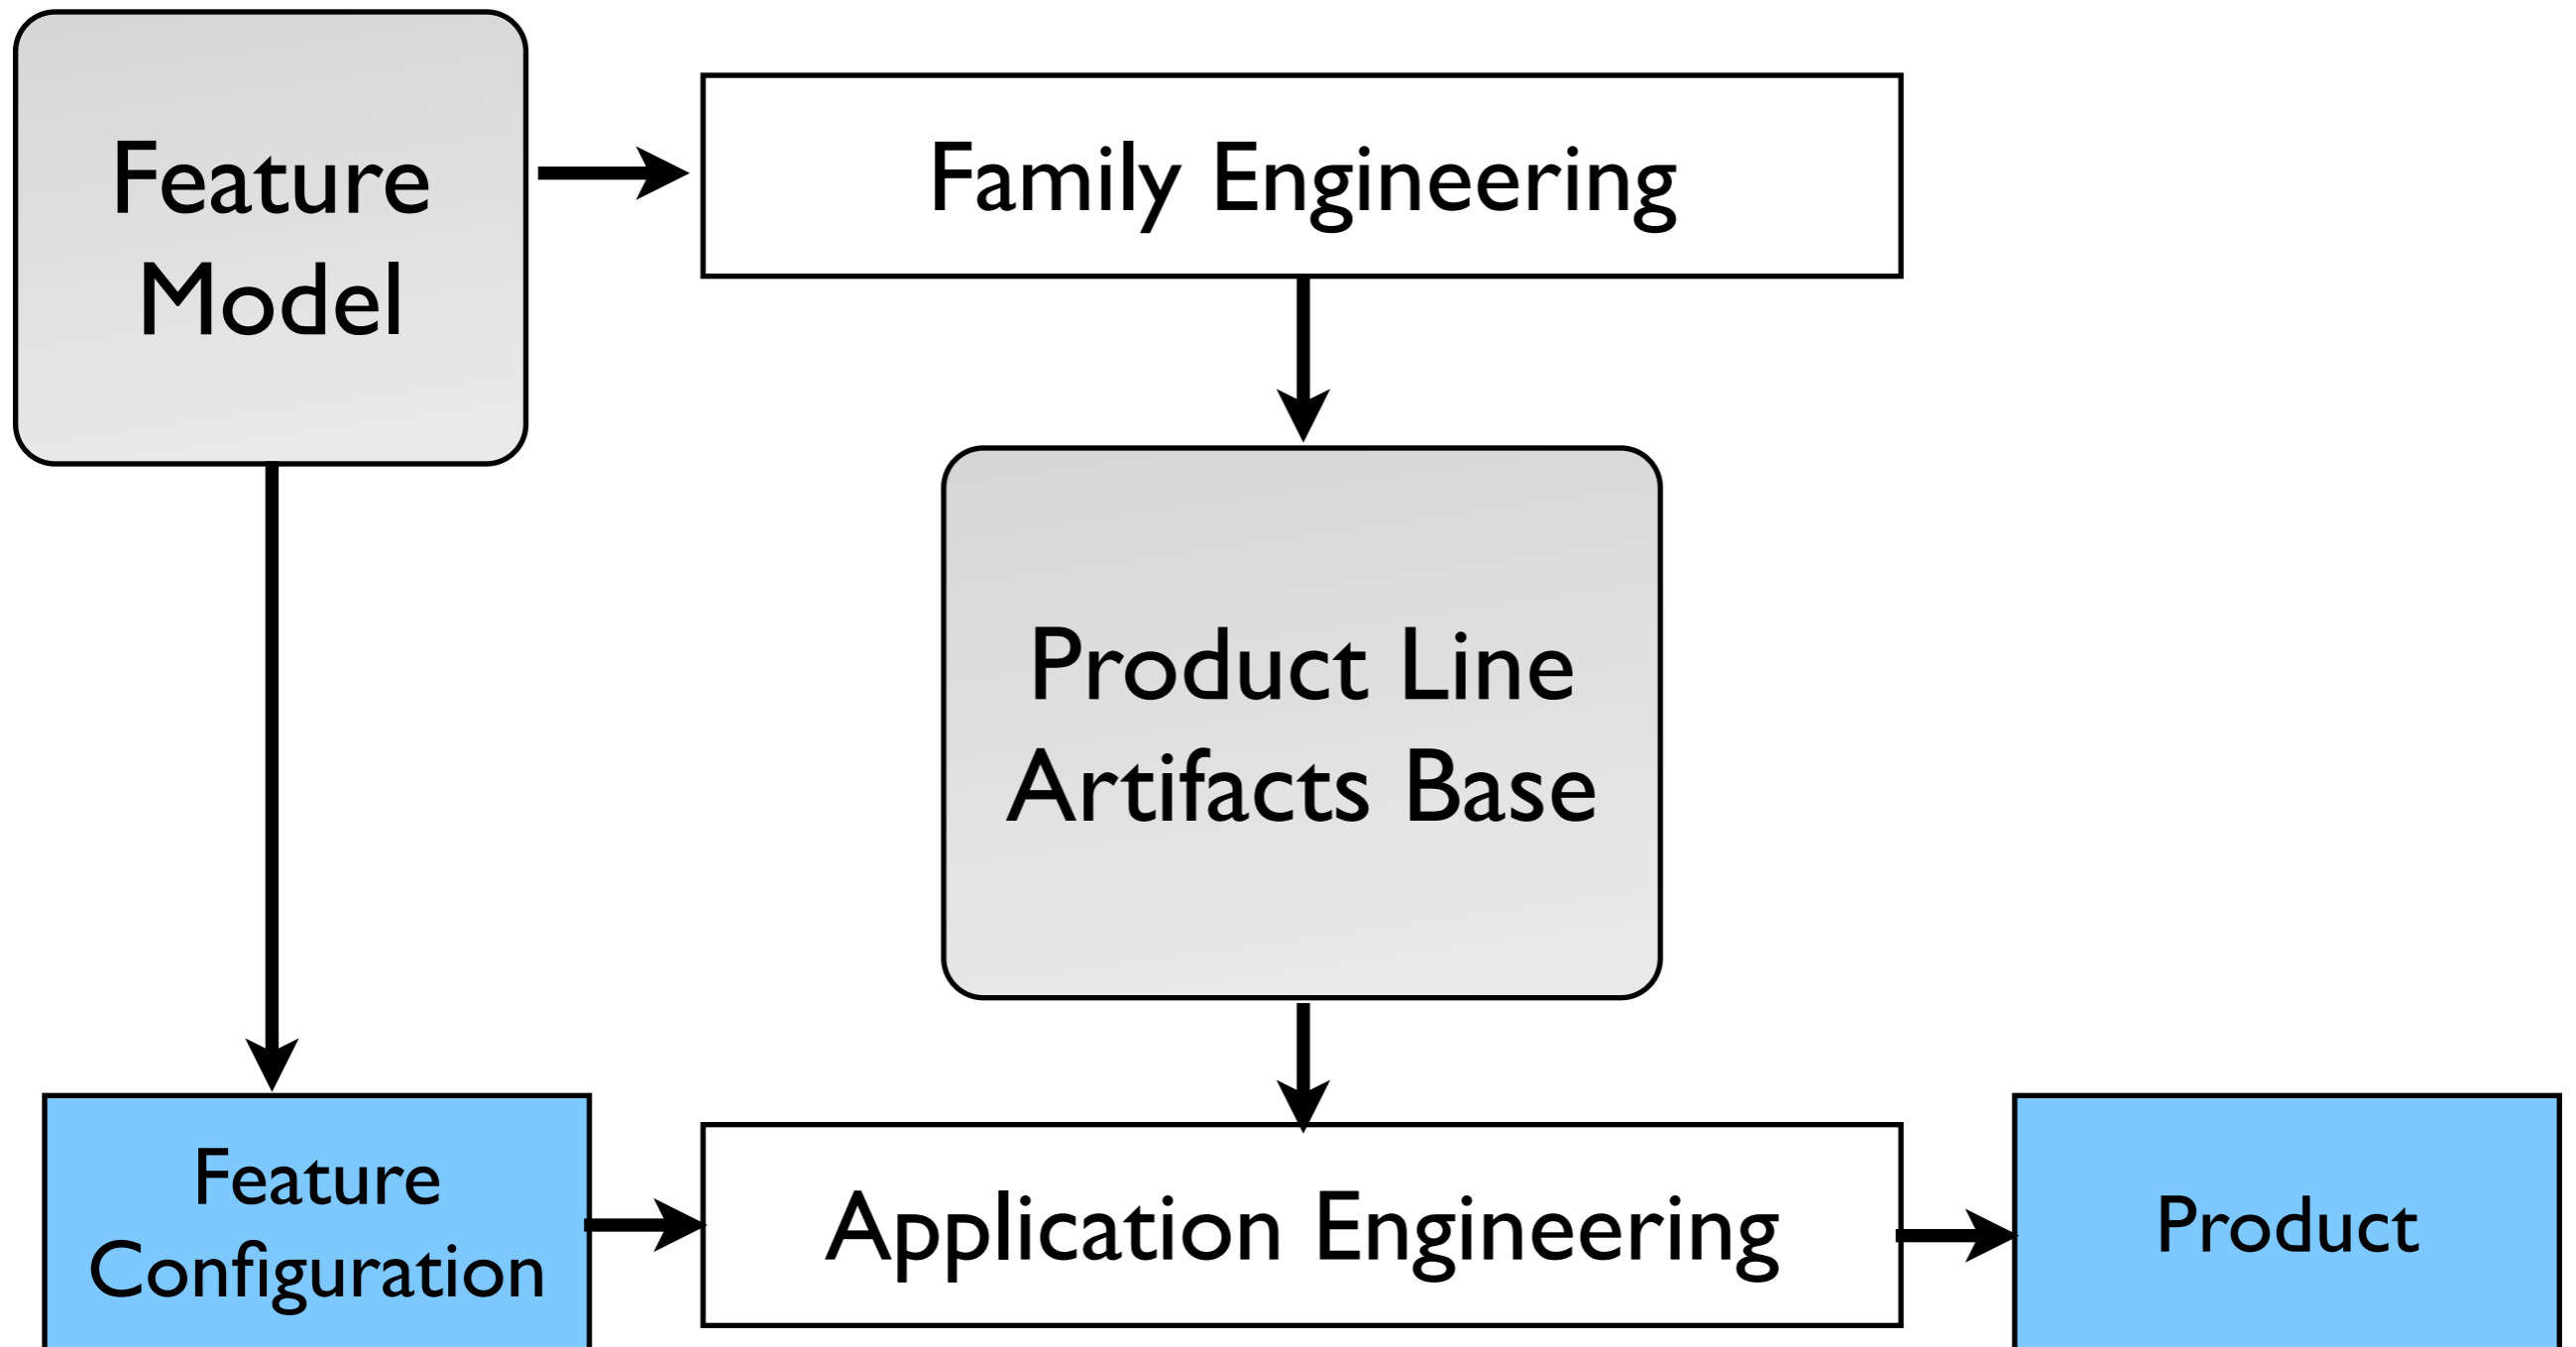 Feature
Model
Family Engineering
Product Line
Artifacts Base
Feature
Configuration
Application Engineering
Product